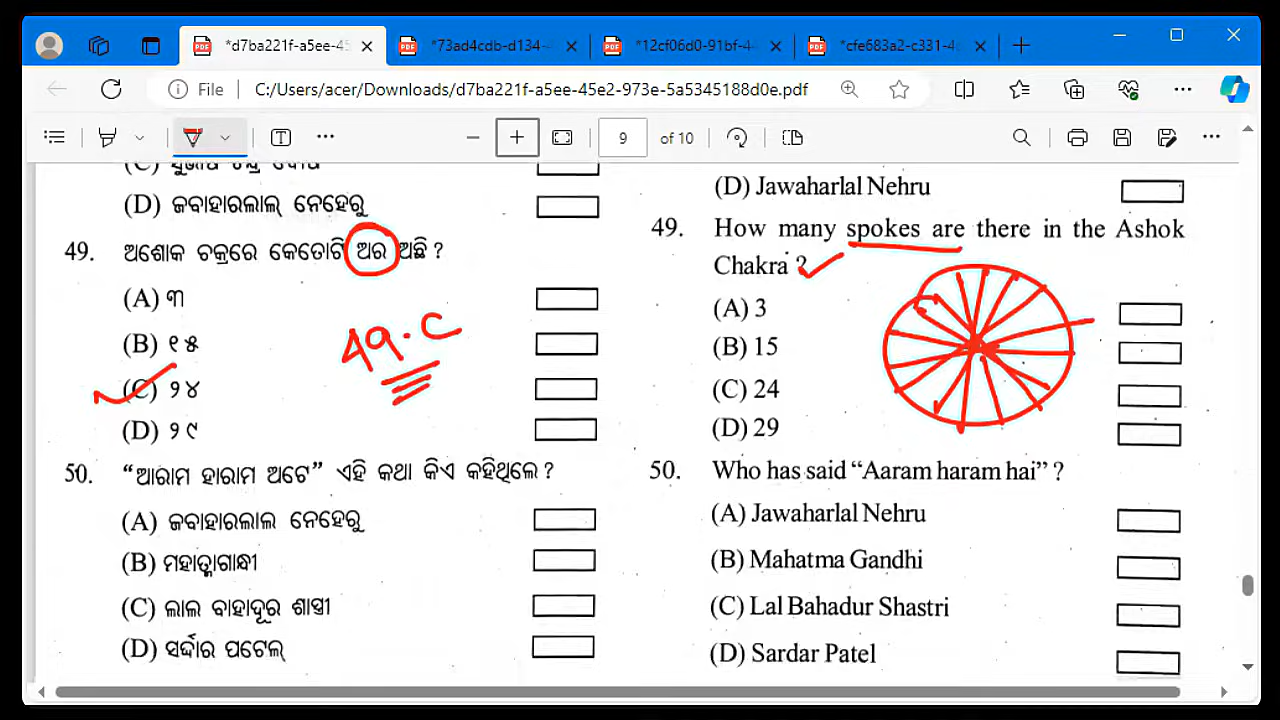 *d7ba221f-a5ee-45
*73ad4cdb-d134-
*12cf06d0-91bf-4
*cfe683a2-c331-4
File
C:/Users/acer/Downloads/d7ba221f-a5ee-45e2-973e-5a5345188d0e.pdf
9 of 10
(D) ଜବାହାରଲାଲ୍ ନେହେରୁ
49. ଅଶୋକ ଚକ୍ରରେ କେତୋଟି ଅର ଅଛି ?
(A) ୩
(B) ୧୫
(C) ୨୪
(D) ୨୯
49. C
50. “ଆରାମ ହାରାମ ଅଟେ” ଏହି କଥା କିଏ କହିଥିଲେ ?
(A) ଜବାହାରଲାଲ ନେହେରୁ
(B) ମହାତ୍ମାଗାନ୍ଧୀ
(C) ଲାଲ ବାହାଦୂର ଶାସ୍ତ୍ରୀ
(D) ସର୍ଦ୍ଦାର ପଟେଲ୍
(D) Jawaharlal Nehru
49. How many spokes are there in the Ashok
Chakra ?
(A) 3
(B) 15
(C) 24
(D) 29
50. Who has said “Aaram haram hai” ?
(A) Jawaharlal Nehru
(B) Mahatma Gandhi
(C) Lal Bahadur Shastri
(D) Sardar Patel